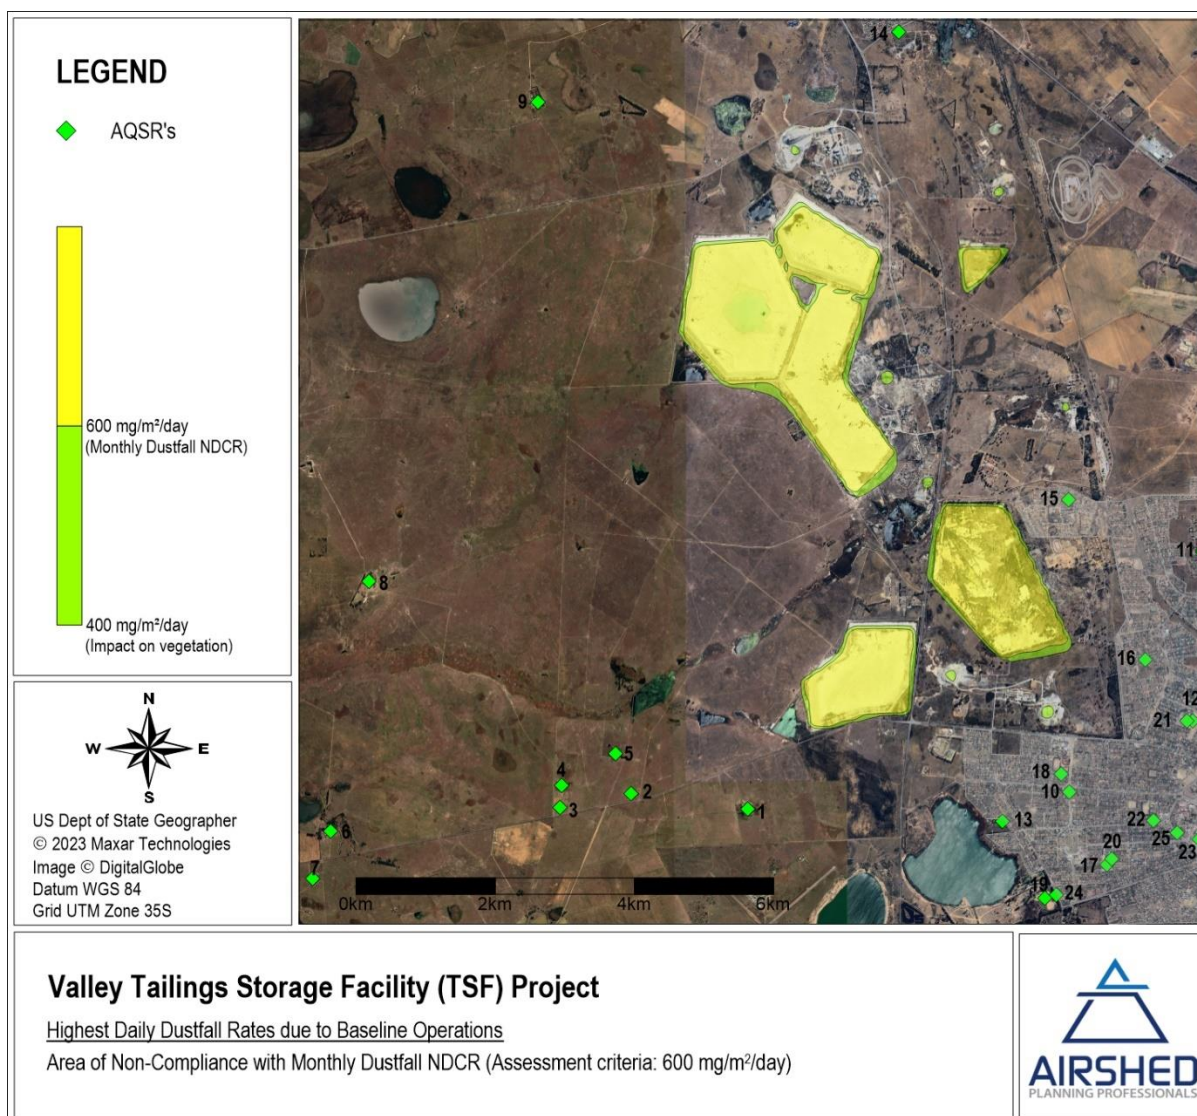 LEGEND
AQSR's
600 mg/m²/day
(Monthly Dustfall NDCR)
400 mg/m²/day
(Impact on vegetation)
N
W
E
S
US Dept of State Geographer
© 2023 Maxar Technologies
Image © DigitalGlobe
Datum WGS 84
Grid UTM Zone 35S
14
9
15
11
8
16
12
21
5
4
2
18
10
3
1
13
22
6
25
23
20
17
7
19
24
0km
2km
4km
6km
Valley Tailings Storage Facility (TSF) Project
Highest Daily Dustfall Rates due to Baseline Operations
Area of Non-Compliance with Monthly Dustfall NDCR (Assessment criteria: 600 mg/m²/day)
AIRSHED
PLANNING PROFESSIONALS